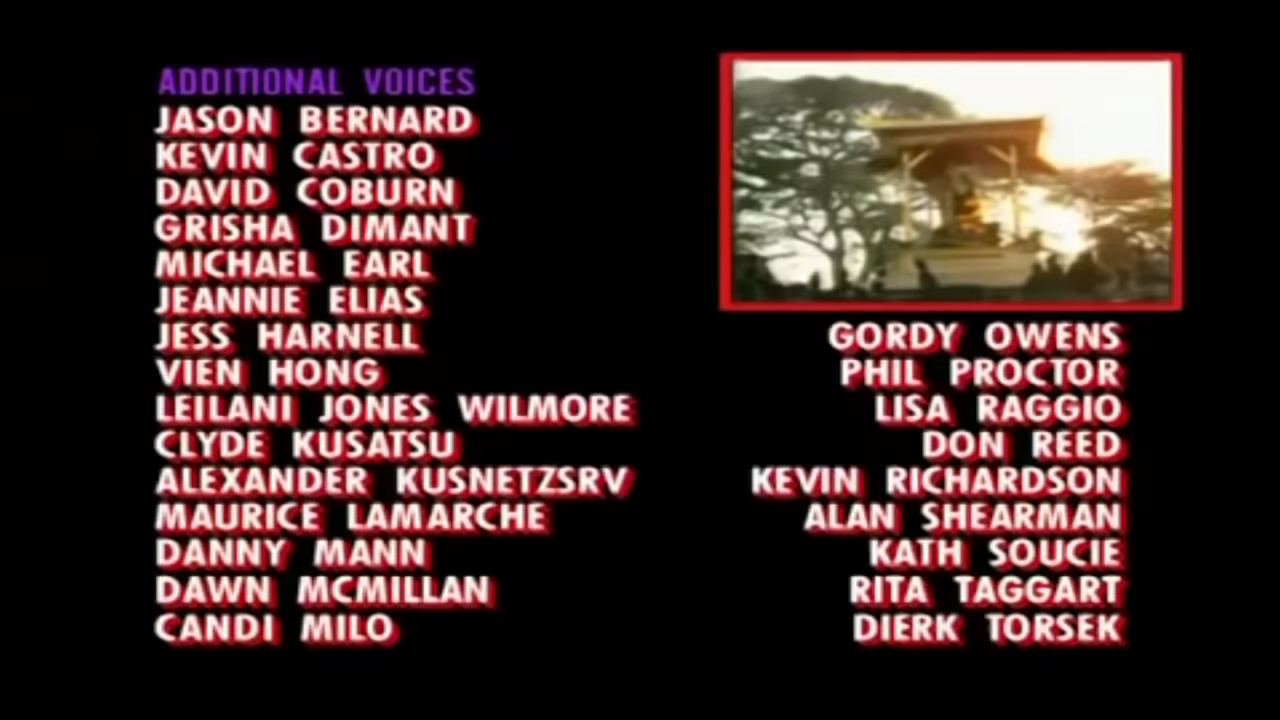 ADDITIONAL VOICES
JASON BERNARD
KEVIN CASTRO
DAVID COBURN
GRISHA DIMANT
MICHAEL EARL
JEANNIE ELIAS
JESS HARNELL
VIEN HONG
LEILANI JONES WILMORE
CLYDE KUSATSU
ALEXANDER KUSNETZSRV
MAURICE LAMARCHE
DANNY MANN
DAWN MCMILLAN
CANDI MILO
GORDY OWENS
PHIL PROCTOR
LISA RAGGIO
DON REED
KEVIN RICHARDSON
ALAN SHEARMAN
KATH SOUCIE
RITA TAGGART
DIERK TORSEK